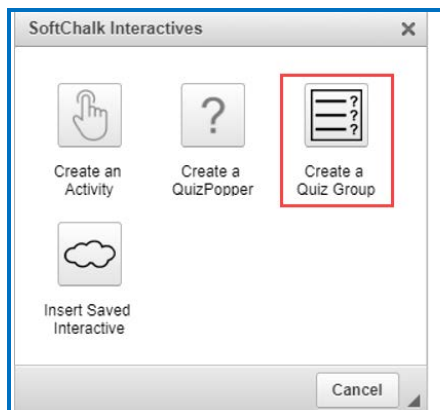 SoftChalk Interactives
Create an
Activity
Create a
QuizPopper
Create a
Quiz Group
Insert Saved
Interactive
Cancel